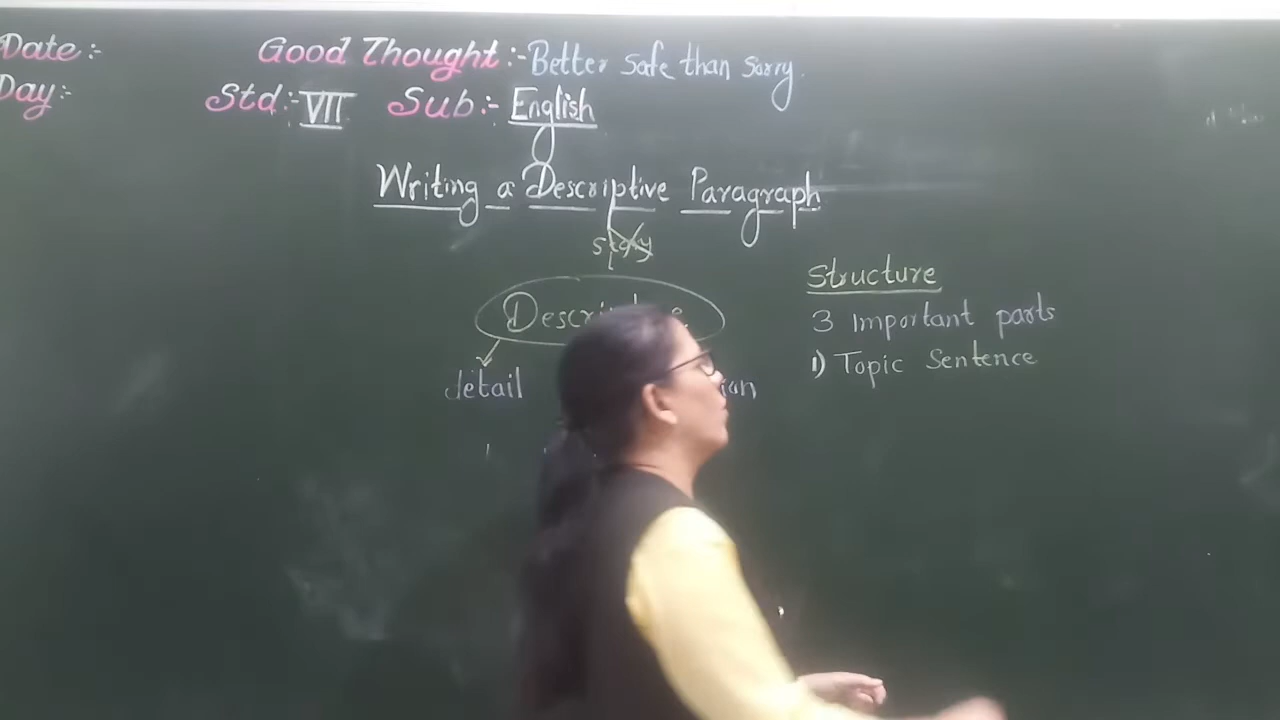 Date:- Good Thought:- Better safe than sorry.
Day:- Std:- VII Sub:- English
Writing a Descriptive Paragraph
story
Structure
3 Important parts
1) Topic Sentence
detail